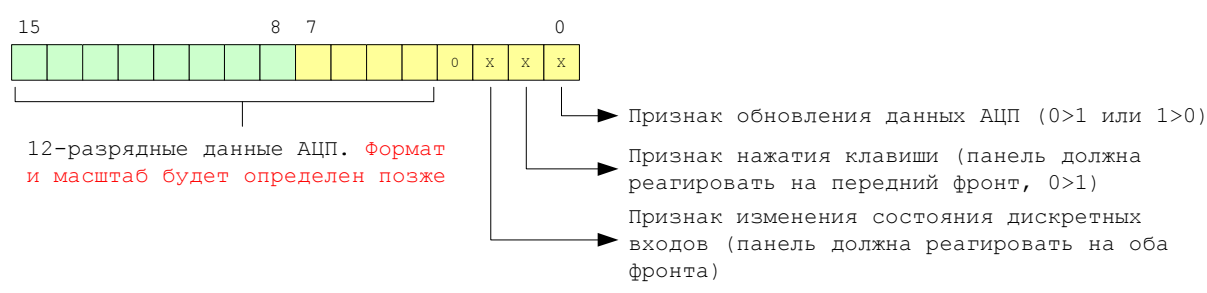 15 8 7 0
0 X X X
Признак обновления данных АЦП (0>1 или 1>0)
12-разрядные данные АЦП. Формат
и масштаб будет определен позже
Признак нажатия клавиши (панель должна
реагировать на передний фронт, 0>1)
Признак изменения состояния дискретных
входов (панель должна реагировать на оба
фронта)